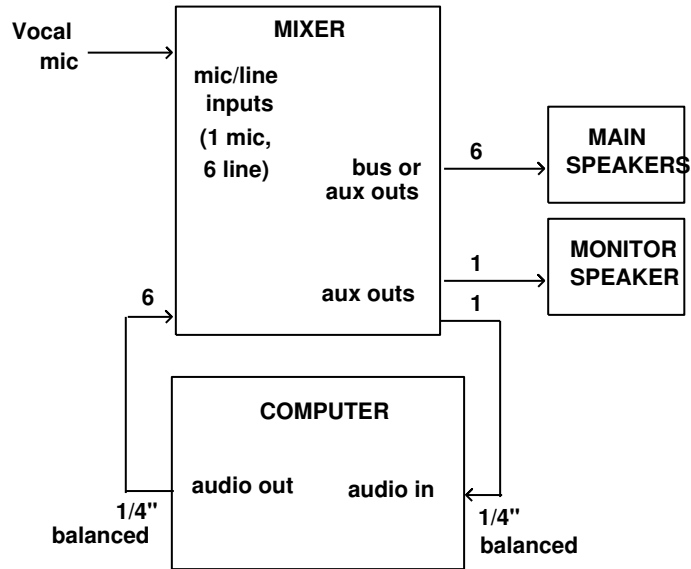 MIXER
Vocal
mic
mic/line
inputs
(1 mic,
6 line)
bus or
aux outs
6
MAIN
SPEAKERS
aux outs
1
1
MONITOR
SPEAKER
6
COMPUTER
audio out
audio in
1/4"
balanced
1/4"
balanced